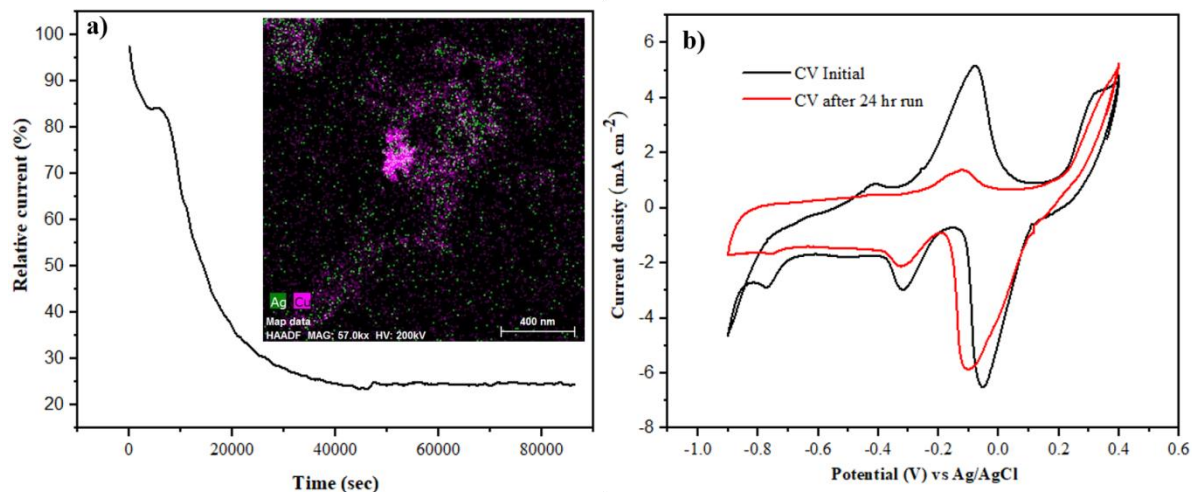 a)
Relative current (%)
100
90
80
70
60
50
40
30
20
0
20000
40000
60000
80000
Time (sec)
Ag Cu
Map data
HAADF MAG: 57.0kx HV: 200kV
400 nm
b)
CV Initial
CV after 24 hr run
Current density (mA cm⁻²)
6
4
2
0
-2
-4
-6
-8
-1.0
-0.8
-0.6
-0.4
-0.2
0.0
0.2
0.4
0.6
Potential (V) vs Ag/AgCl